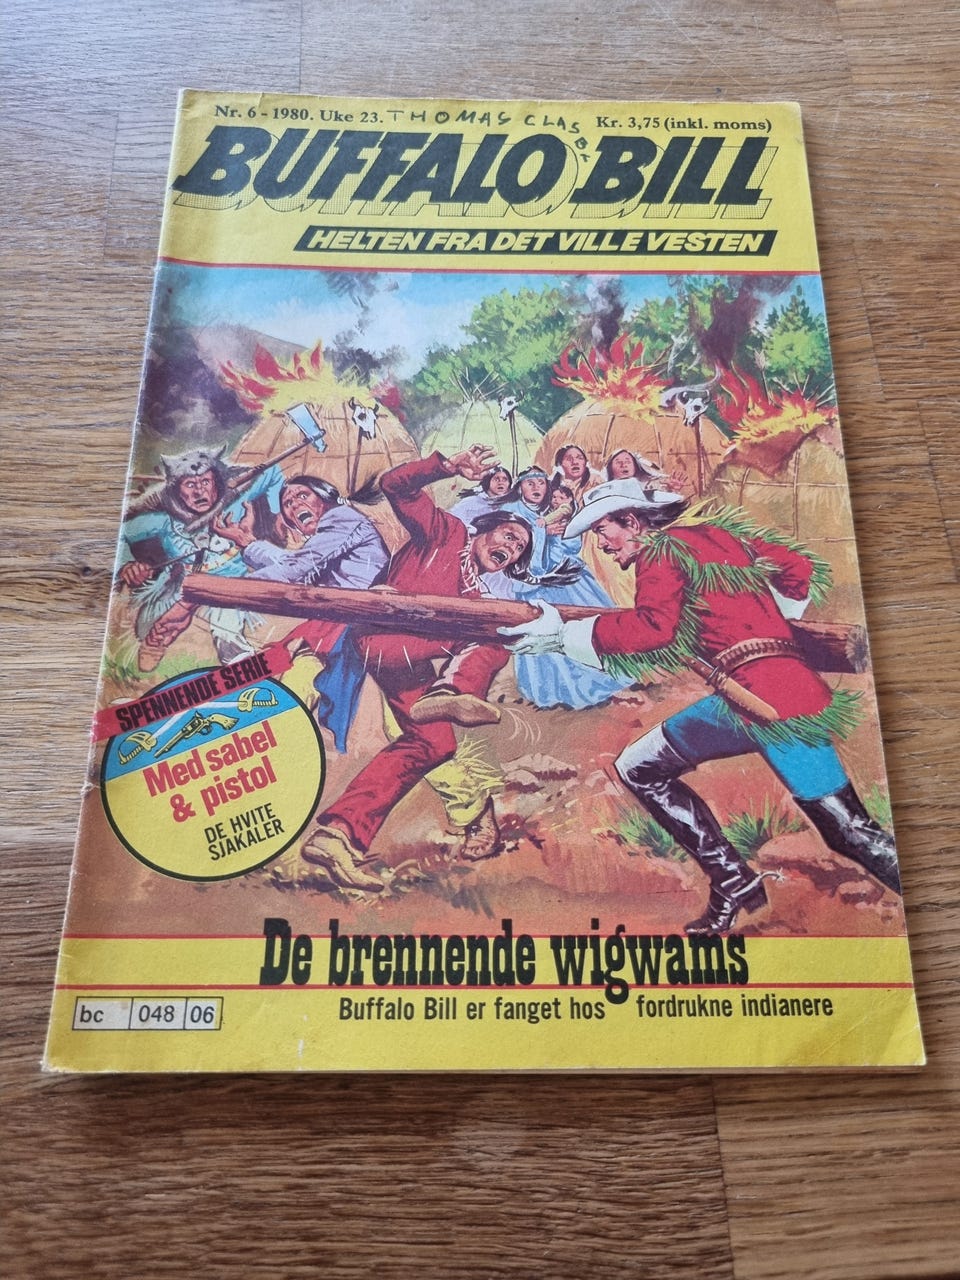 Nr. 6 - 1980. Uke 23. THOMAS CLASBY Kr. 3,75 (inkl. moms)
BUFFALO BILL
HELTEN FRA DET VILLE VESTEN
SPENNENDE SERIE
Med sabel
& pistol
DE HVITE
SJAKALER
De brennende wigwams
Buffalo Bill er fanget hos fordrukne indianere
bc 048 06